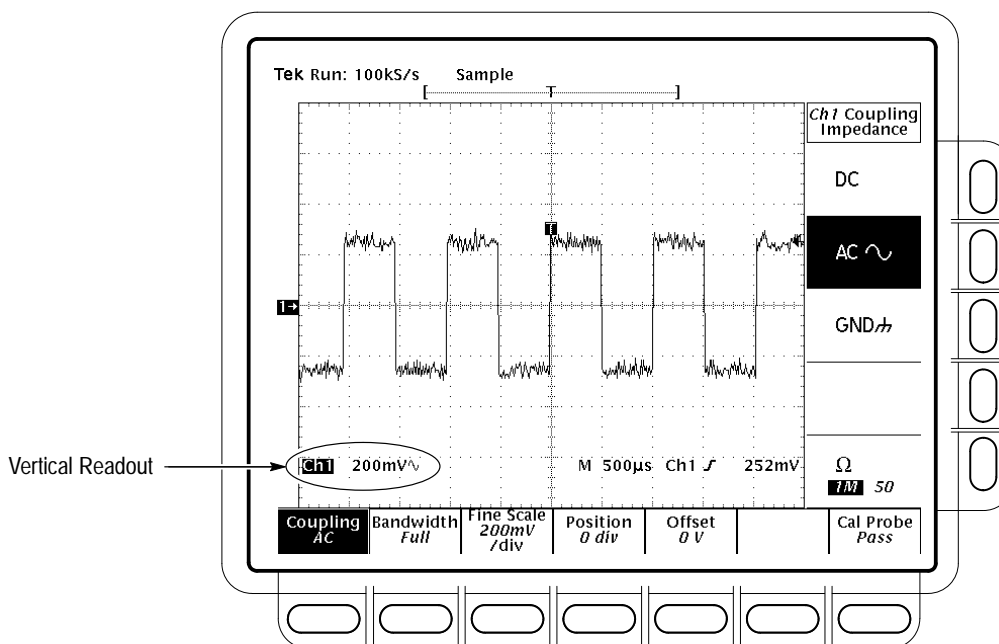 Tek Run: 100kS/s Sample
Ch1 Coupling
Impedance
DC
T
AC
1
GND
Vertical Readout
Ch1 200mV
M 500µs Ch1 252mV
Ω
1M 50
Coupling
AC
Bandwidth
Full
Fine Scale
200mV
/div
Position
0 div
Offset
0 V
Cal Probe
Pass